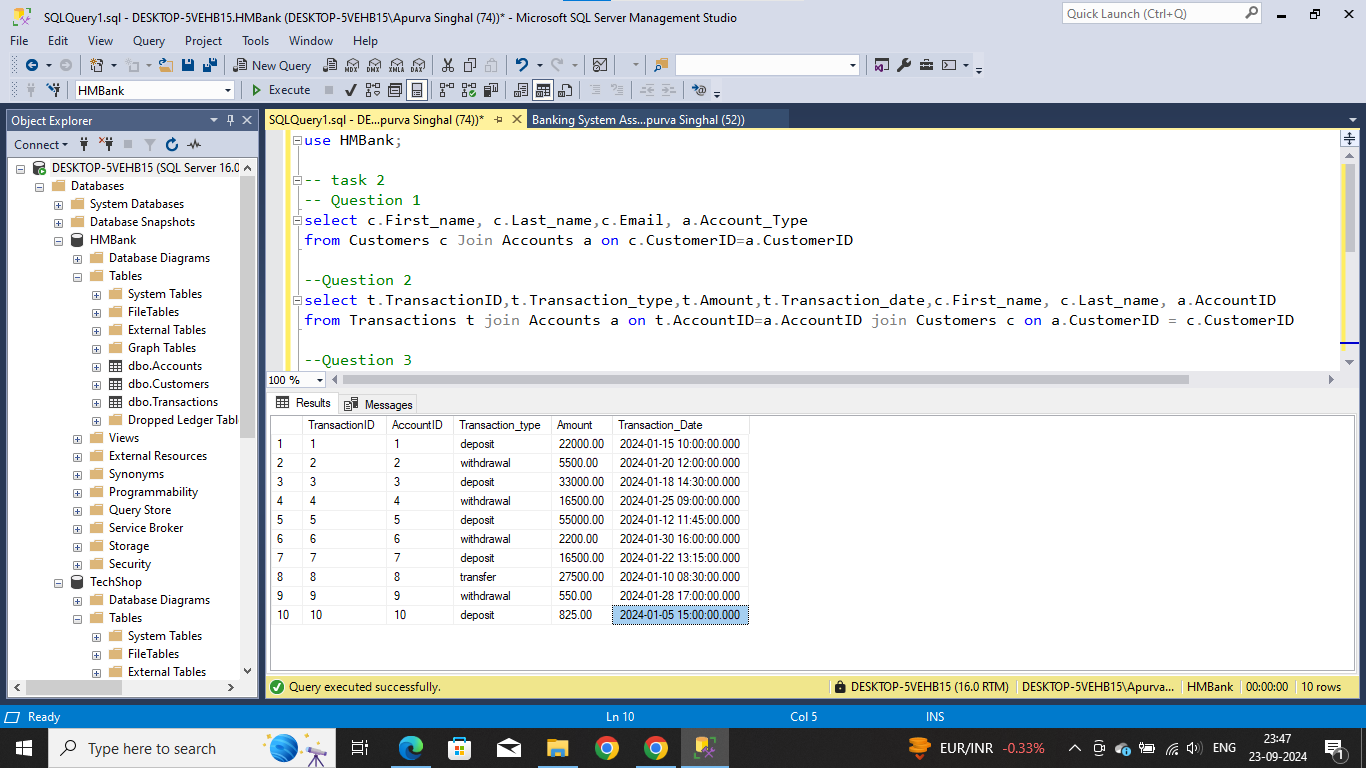 SQLQuery1.sql - DESKTOP-5VEHB15.HMBank (DESKTOP-5VEHB15\Apurva Singhal (74))* - Microsoft SQL Server Management Studio
Quick Launch (Ctrl+Q)
File Edit View Query Project Tools Window Help
New Query
MDX DMX XMLA DAX
HMBank
Execute
Object Explorer
SQLQuery1.sql - DE...purva Singhal (74))*
Banking System Ass...purva Singhal (52))
Connect
DESKTOP-5VEHB15 (SQL Server 16.0
Databases
System Databases
Database Snapshots
HMBank
Database Diagrams
Tables
System Tables
FileTables
External Tables
Graph Tables
dbo.Accounts
dbo.Customers
dbo.Transactions
Dropped Ledger Tabl
Views
External Resources
Synonyms
Programmability
Query Store
Service Broker
Storage
Security
TechShop
Database Diagrams
Tables
System Tables
FileTables
External Tables
use HMBank;
-- task 2
-- Question 1
select c.First_name, c.Last_name,c.Email, a.Account_Type
from Customers c Join Accounts a on c.CustomerID=a.CustomerID
--Question 2
select t.TransactionID,t.Transaction_type,t.Amount,t.Transaction_date,c.First_name, c.Last_name, a.AccountID
from Transactions t join Accounts a on t.AccountID=a.AccountID join Customers c on a.CustomerID = c.CustomerID
--Question 3
100 %
Results Messages
TransactionID AccountID Transaction_type Amount Transaction_Date
1 1 1 deposit 22000.00 2024-01-15 10:00:00.000
2 2 2 withdrawal 5500.00 2024-01-20 12:00:00.000
3 3 3 deposit 33000.00 2024-01-18 14:30:00.000
4 4 4 withdrawal 16500.00 2024-01-25 09:00:00.000
5 5 5 deposit 55000.00 2024-01-12 11:45:00.000
6 6 6 withdrawal 2200.00 2024-01-30 16:00:00.000
7 7 7 deposit 16500.00 2024-01-22 13:15:00.000
8 8 8 transfer 27500.00 2024-01-10 08:30:00.000
9 9 9 withdrawal 550.00 2024-01-28 17:00:00.000
10 10 10 deposit 825.00 2024-01-05 15:00:00.000
Query executed successfully.
DESKTOP-5VEHB15 (16.0 RTM) DESKTOP-5VEHB15\Apurva... HMBank 00:00:00 10 rows
Ready Ln 10 Col 5 INS
Type here to search
EUR/INR -0.33%
ENG
23:47
23-09-2024
1